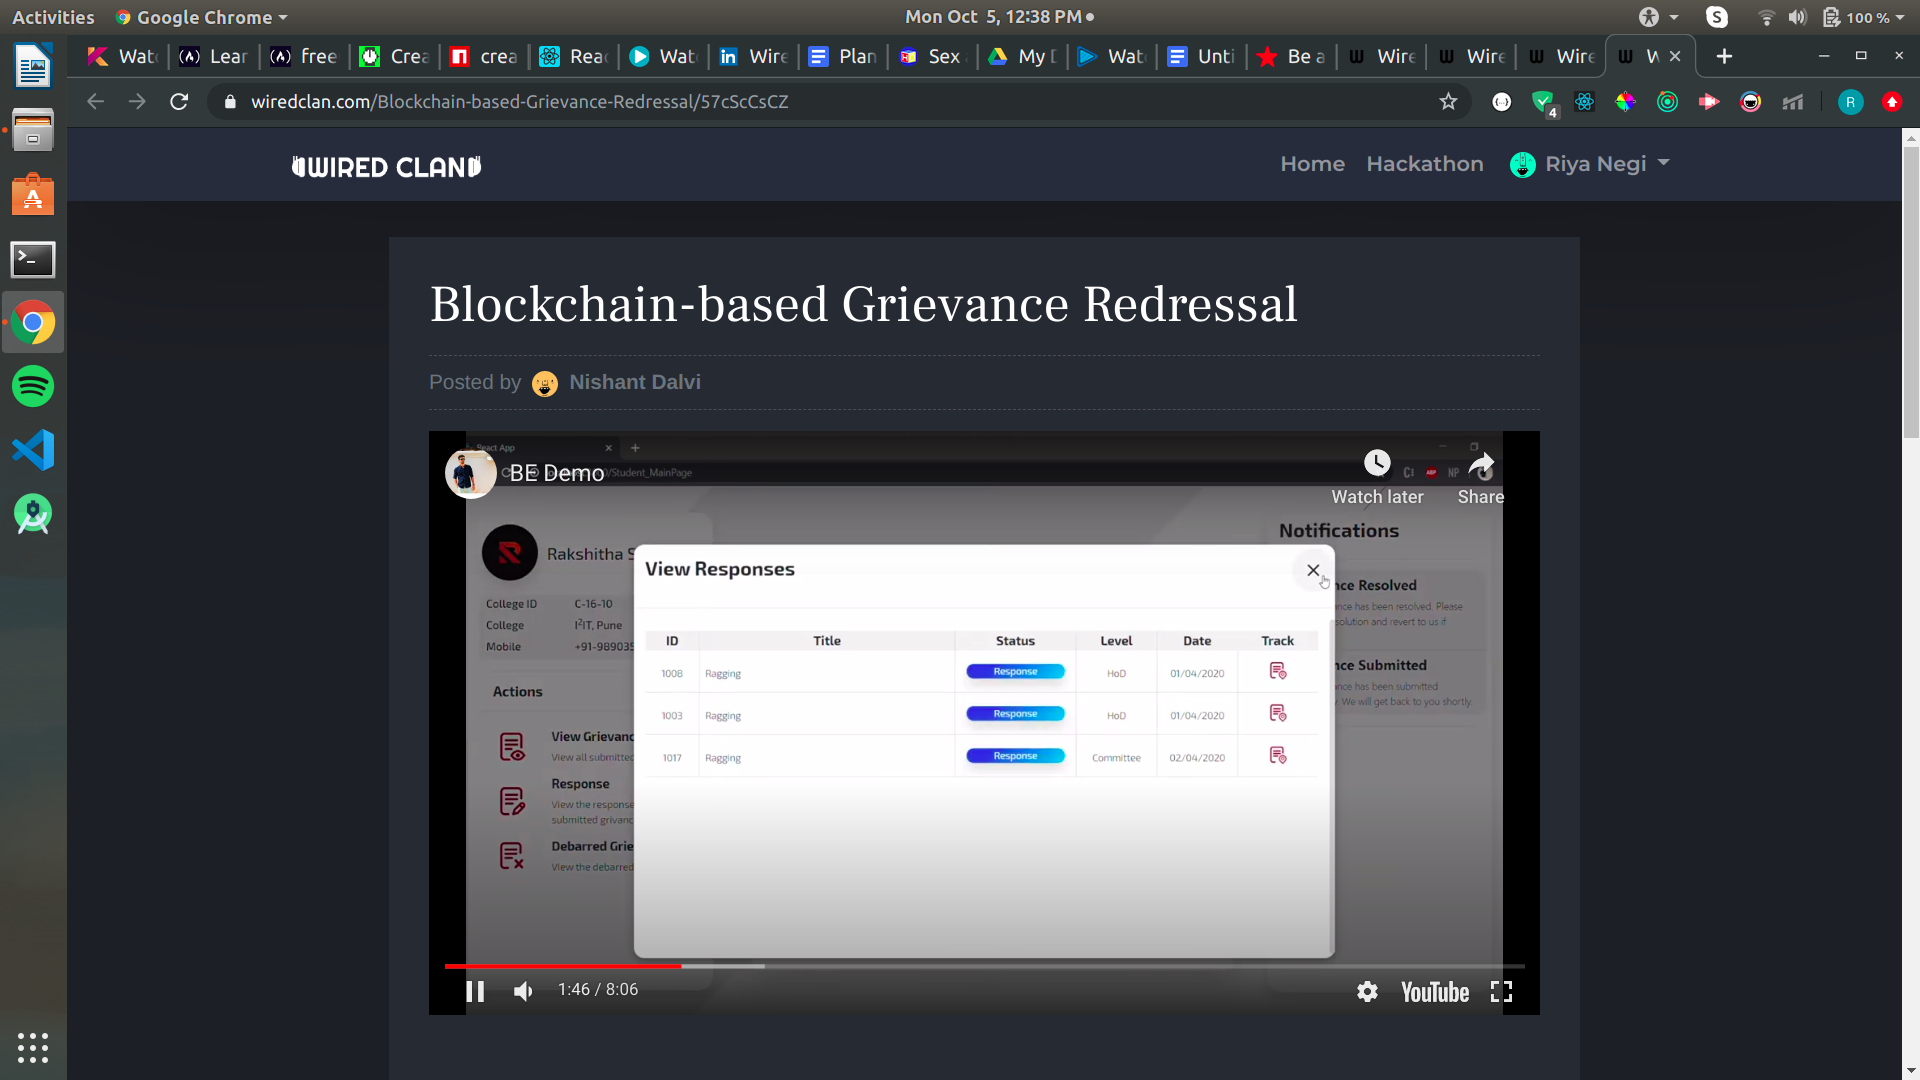 Activities Google Chrome Mon Oct 5, 12:38 PM 100 %
Wat Lear free Crea crea Reac Wat Wire Plan Sex My D Wat Unti Be a Wire Wire Wire W
wiredclan.com/Blockchain-based-Grievance-Redressal/57cScCsCZ
4
R
WIRED CLAN
Home Hackathon Riya Negi
Blockchain-based Grievance Redressal
Posted by Nishant Dalvi
React App
BE Demo
/Student_MainPage
ABP NP
Watch later Share
Rakshitha S
College ID C-16-10
College I²IT, Pune
Mobile +91-989035
Actions
View Grievanc
View all submitted
Response
View the response
submitted grivanc
Debarred Grie
View the debarred
View Responses
ID Title Status Level Date Track
1008 Ragging Response HoD 01/04/2020
1003 Ragging Response HoD 01/04/2020
1017 Ragging Response Committee 02/04/2020
Notifications
nce Resolved
nce has been resolved. Please
solution and revert to us if
nce Submitted
nce has been submitted
. We will get back to you shortly.
1:46 / 8:06
YouTube